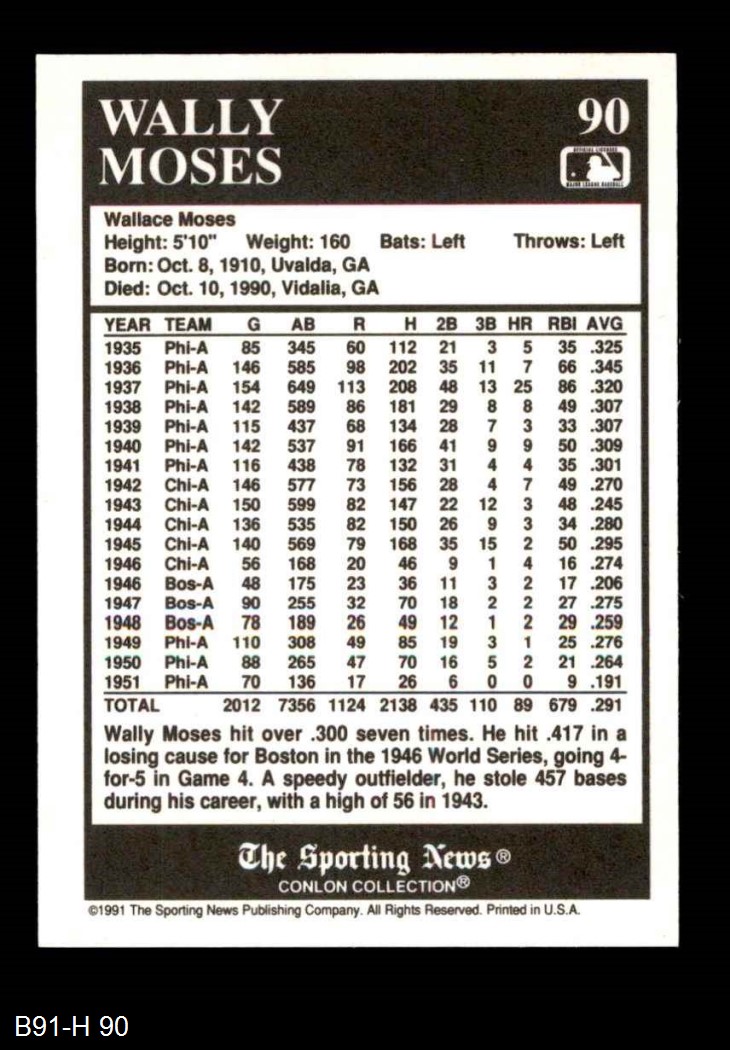 WALLY
MOSES
90
OFFICIAL LICENSEE
MAJOR LEAGUE BASEBALL
Wallace Moses
Height: 5'10" Weight: 160 Bats: Left Throws: Left
Born: Oct. 8, 1910, Uvalda, GA
Died: Oct. 10, 1990, Vidalia, GA
YEAR TEAM G AB R H 2B 3B HR RBI AVG
1935 Phi-A 85 345 60 112 21 3 5 35 .325
1936 Phi-A 146 585 98 202 35 11 7 66 .345
1937 Phi-A 154 649 113 208 48 13 25 86 .320
1938 Phi-A 142 589 86 181 29 8 8 49 .307
1939 Phi-A 115 437 68 134 28 7 3 33 .307
1940 Phi-A 142 537 91 166 41 9 9 50 .309
1941 Phi-A 116 438 78 132 31 4 4 35 .301
1942 Chi-A 146 577 73 156 28 4 7 49 .270
1943 Chi-A 150 599 82 147 22 12 3 48 .245
1944 Chi-A 136 535 82 150 26 9 3 34 .280
1945 Chi-A 140 569 79 168 35 15 2 50 .295
1946 Chi-A 56 168 20 46 9 1 4 16 .274
1946 Bos-A 48 175 23 36 11 3 2 17 .206
1947 Bos-A 90 255 32 70 18 2 2 27 .275
1948 Bos-A 78 189 26 49 12 1 2 29 .259
1949 Phi-A 110 308 49 85 19 3 1 25 .276
1950 Phi-A 88 265 47 70 16 5 2 21 .264
1951 Phi-A 70 136 17 26 6 0 0 9 .191
TOTAL 2012 7356 1124 2138 435 110 89 679 .291
Wally Moses hit over .300 seven times. He hit .417 in a
losing cause for Boston in the 1946 World Series, going 4-
for-5 in Game 4. A speedy outfielder, he stole 457 bases
during his career, with a high of 56 in 1943.
The Sporting News ®
CONLON COLLECTION®
©1991 The Sporting News Publishing Company. All Rights Reserved. Printed in U.S.A.
B91-H 90